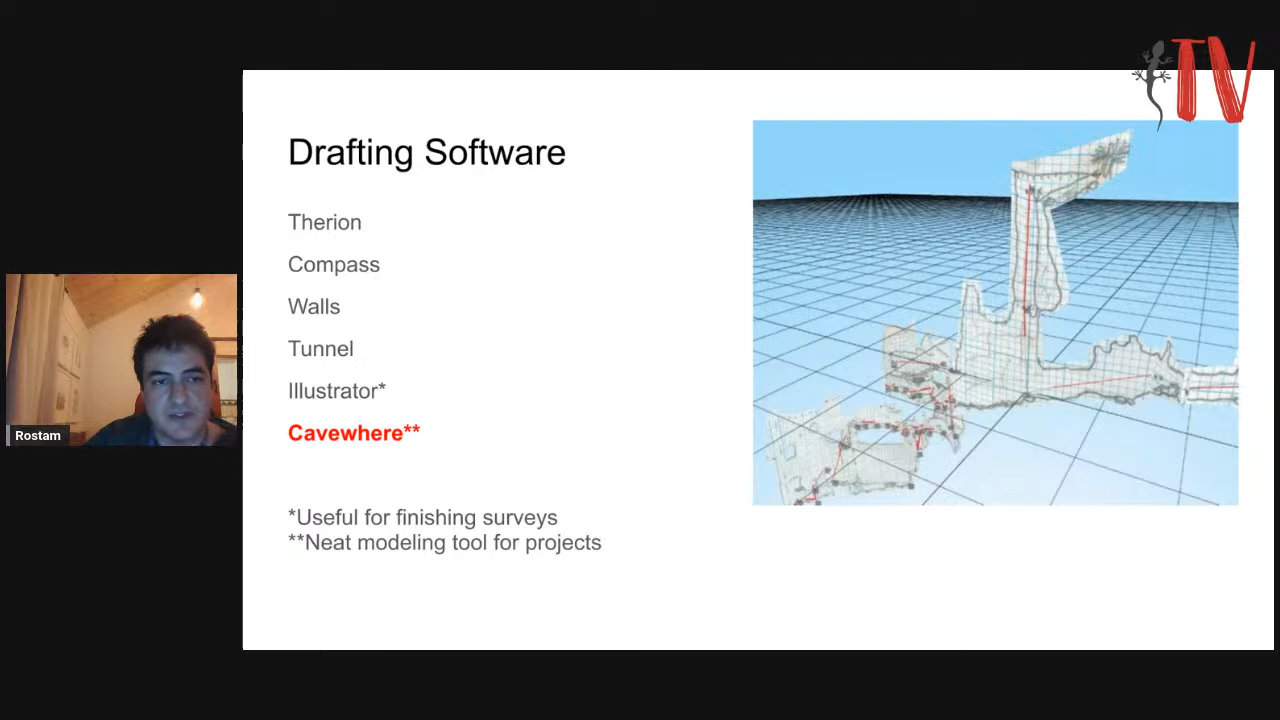 TV
Drafting Software
Therion
Compass
Walls
Tunnel
Illustrator*
Cavewhere**
Rostam
*Useful for finishing surveys
**Neat modeling tool for projects